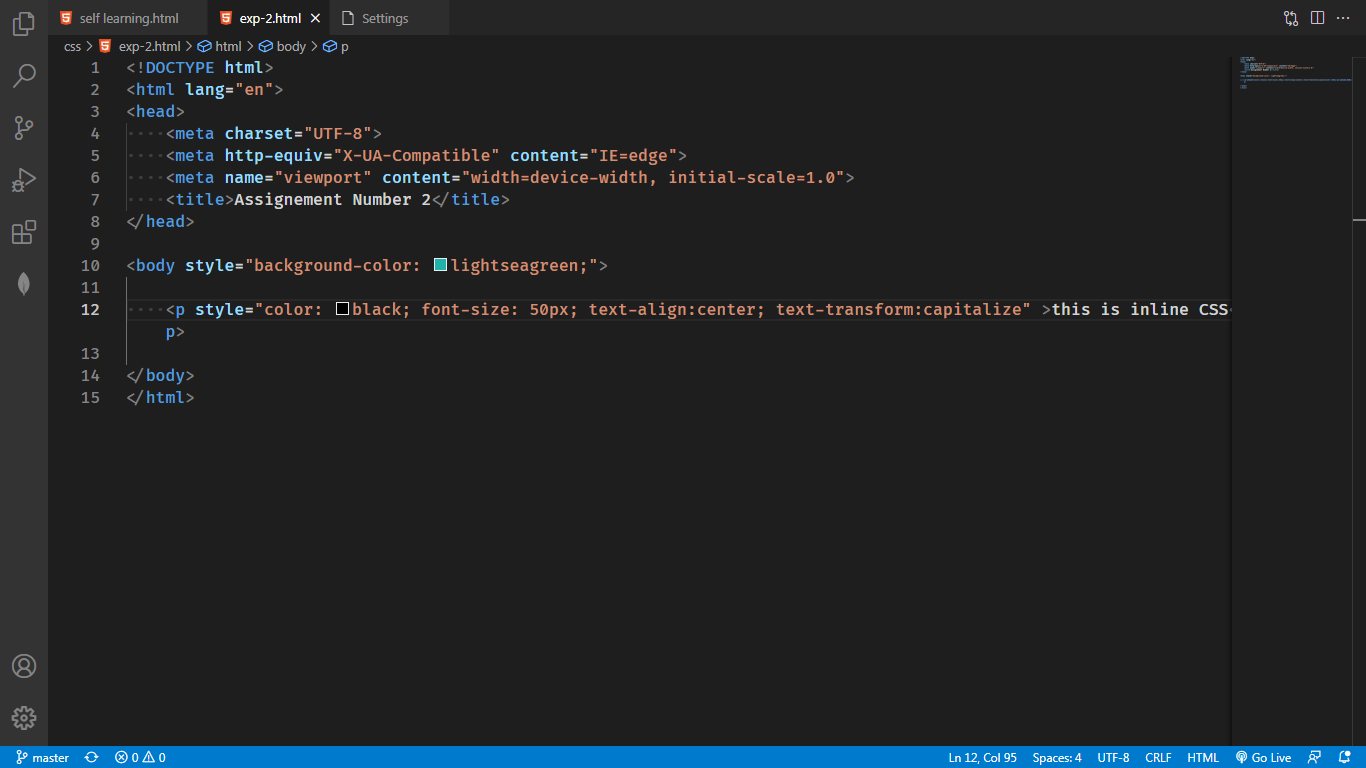 self learning.html
exp-2.html
Settings
css > exp-2.html > html > body > p
1 <!DOCTYPE html>
2 <html lang="en">
3 <head>
4 <meta charset="UTF-8">
5 <meta http-equiv="X-UA-Compatible" content="IE=edge">
6 <meta name="viewport" content="width=device-width, initial-scale=1.0">
7 <title>Assignement Number 2</title>
8 </head>
9
10 <body style="background-color: lightseagreen;">
11
12 <p style="color: black; font-size: 50px; text-align:center; text-transform:capitalize" >this is inline CSS<
p>
13
14 </body>
15 </html>
master 0 0 Ln 12, Col 95 Spaces: 4 UTF-8 CRLF HTML Go Live